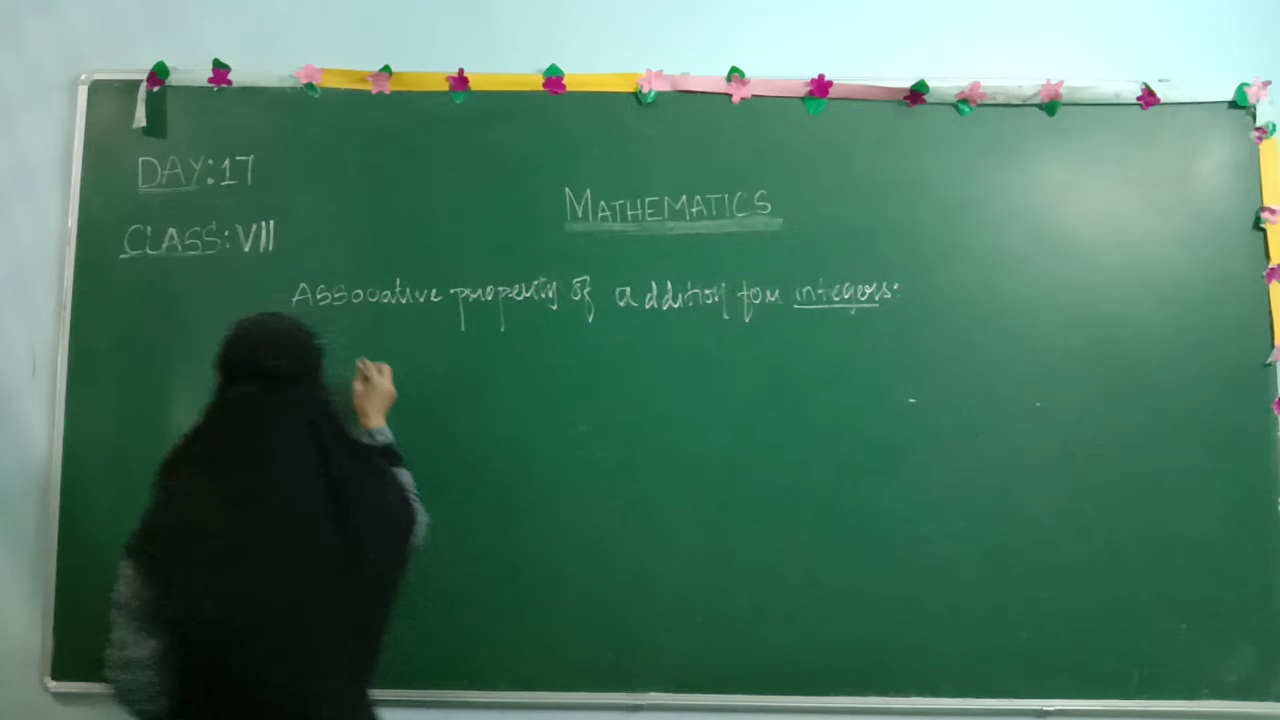 DAY:17
MATHEMATICS
CLASS:VII
Associative property of addition for integers: